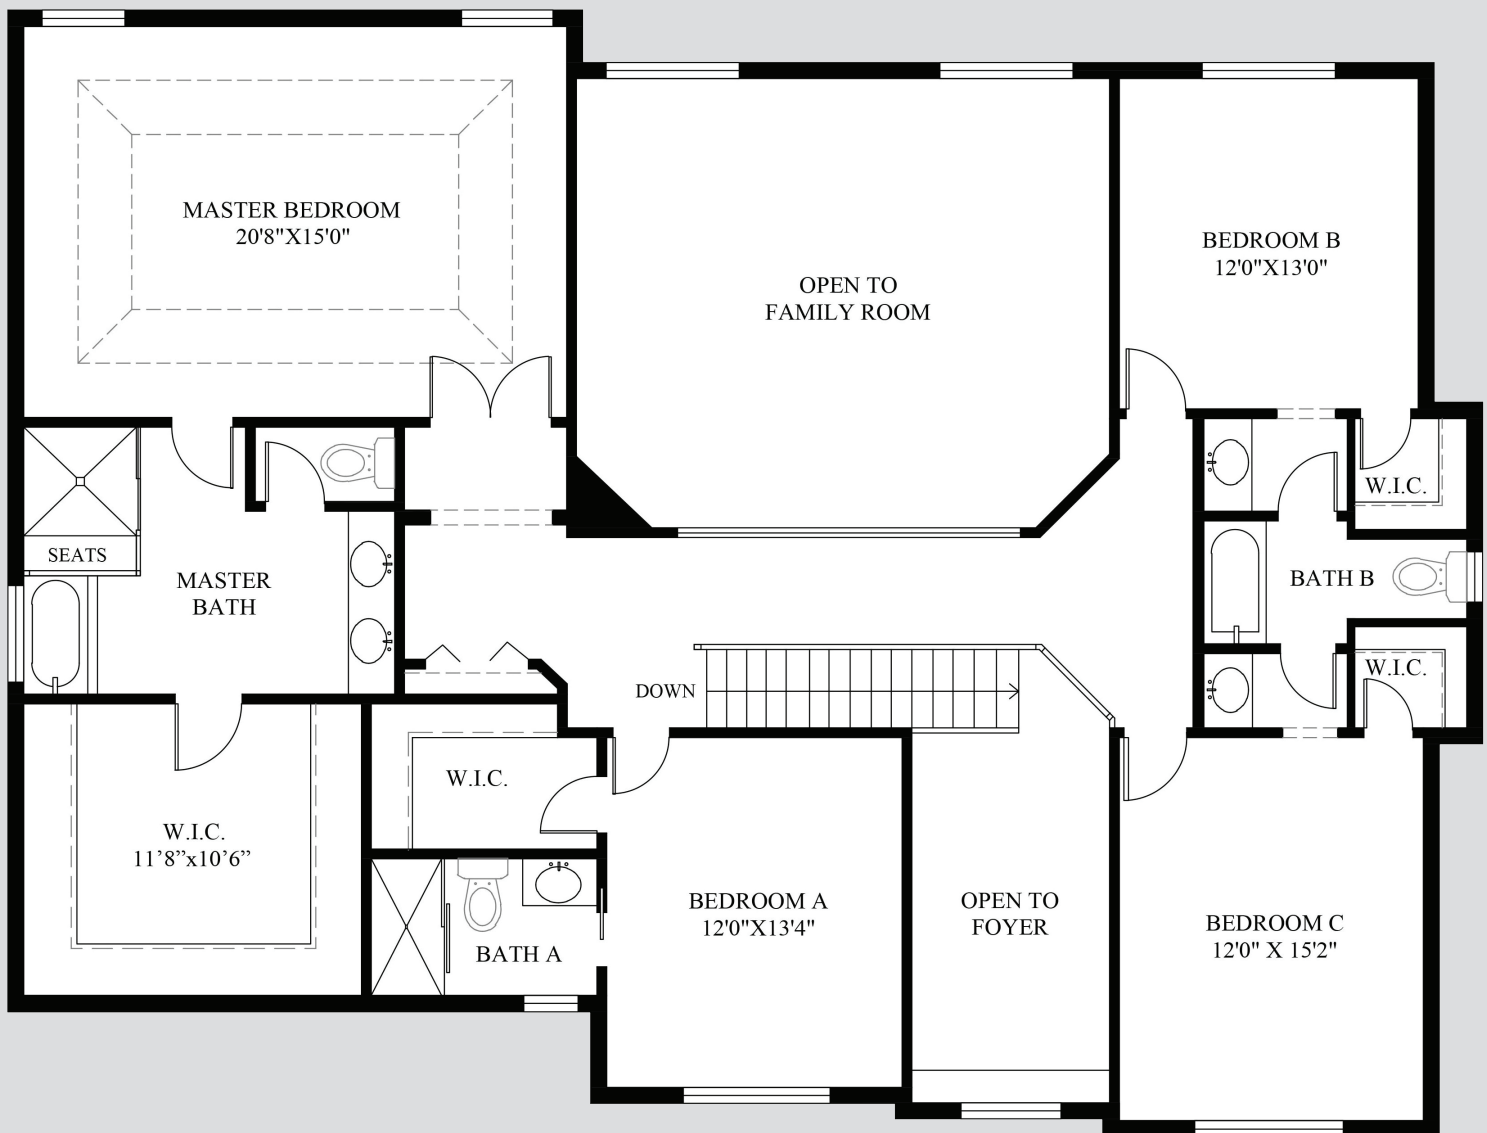 MASTER BEDROOM
20'8"X15'0"
BEDROOM B
12'0"X13'0"
OPEN TO
FAMILY ROOM
W.I.C.
SEATS
MASTER
BATH
BATH B
W.I.C.
DOWN
W.I.C.
W.I.C.
11’8”x10’6”
BEDROOM A
12'0"X13'4"
OPEN TO
FOYER
BEDROOM C
12'0" X 15'2"
BATH A